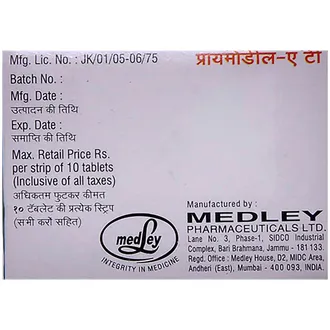 Mfg. Lic. No. : JK/01/05-06/75
प्रायमोडील-ए टी
Batch No. :
Mfg. Date :
उत्पादन की तिथि
Exp. Date :
समाप्ति की तिथि
Max. Retail Price Rs.
per strip of 10 tablets
(Inclusive of all taxes)
अधिकतम फुटकर कीमत
१० टॅबलेट की प्रत्येक स्ट्रिप
(सभी करों सहित)
medley
INTEGRITY IN MEDICINE
Manufactured by :
MEDLEY
PHARMACEUTICALS LTD.
Lane No. 3, Phase-1, SIDCO Industrial
Complex, Bari Brahmana, Jammu - 181 133.
Regd. Office : Medley House, D2, MIDC Area,
Andheri (East), Mumbai - 400 093, INDIA.